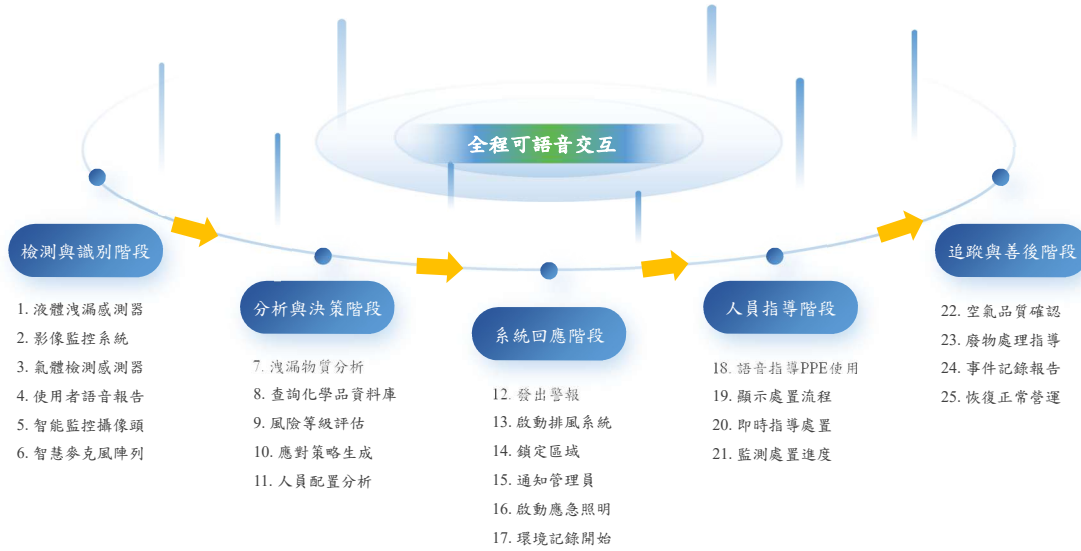 全程可語音交互
檢測與識別階段
1. 液體洩漏感測器
2. 影像監控系統
3. 氣體檢測感測器
4. 使用者語音報告
5. 智能監控攝像頭
6. 智慧麥克風陣列
分析與決策階段
7. 洩漏物質分析
8. 查詢化學品資料庫
9. 風險等級評估
10. 應對策略生成
11. 人員配置分析
系統回應階段
12. 發出警報
13. 啟動排風系統
14. 鎖定區域
15. 通知管理員
16. 啟動應急照明
17. 環境記錄開始
人員指導階段
18. 語音指導PPE使用
19. 顯示處置流程
20. 即時指導處置
21. 監測處置進度
追蹤與善後階段
22. 空氣品質確認
23. 廢物處理指導
24. 事件記錄報告
25. 恢復正常營運